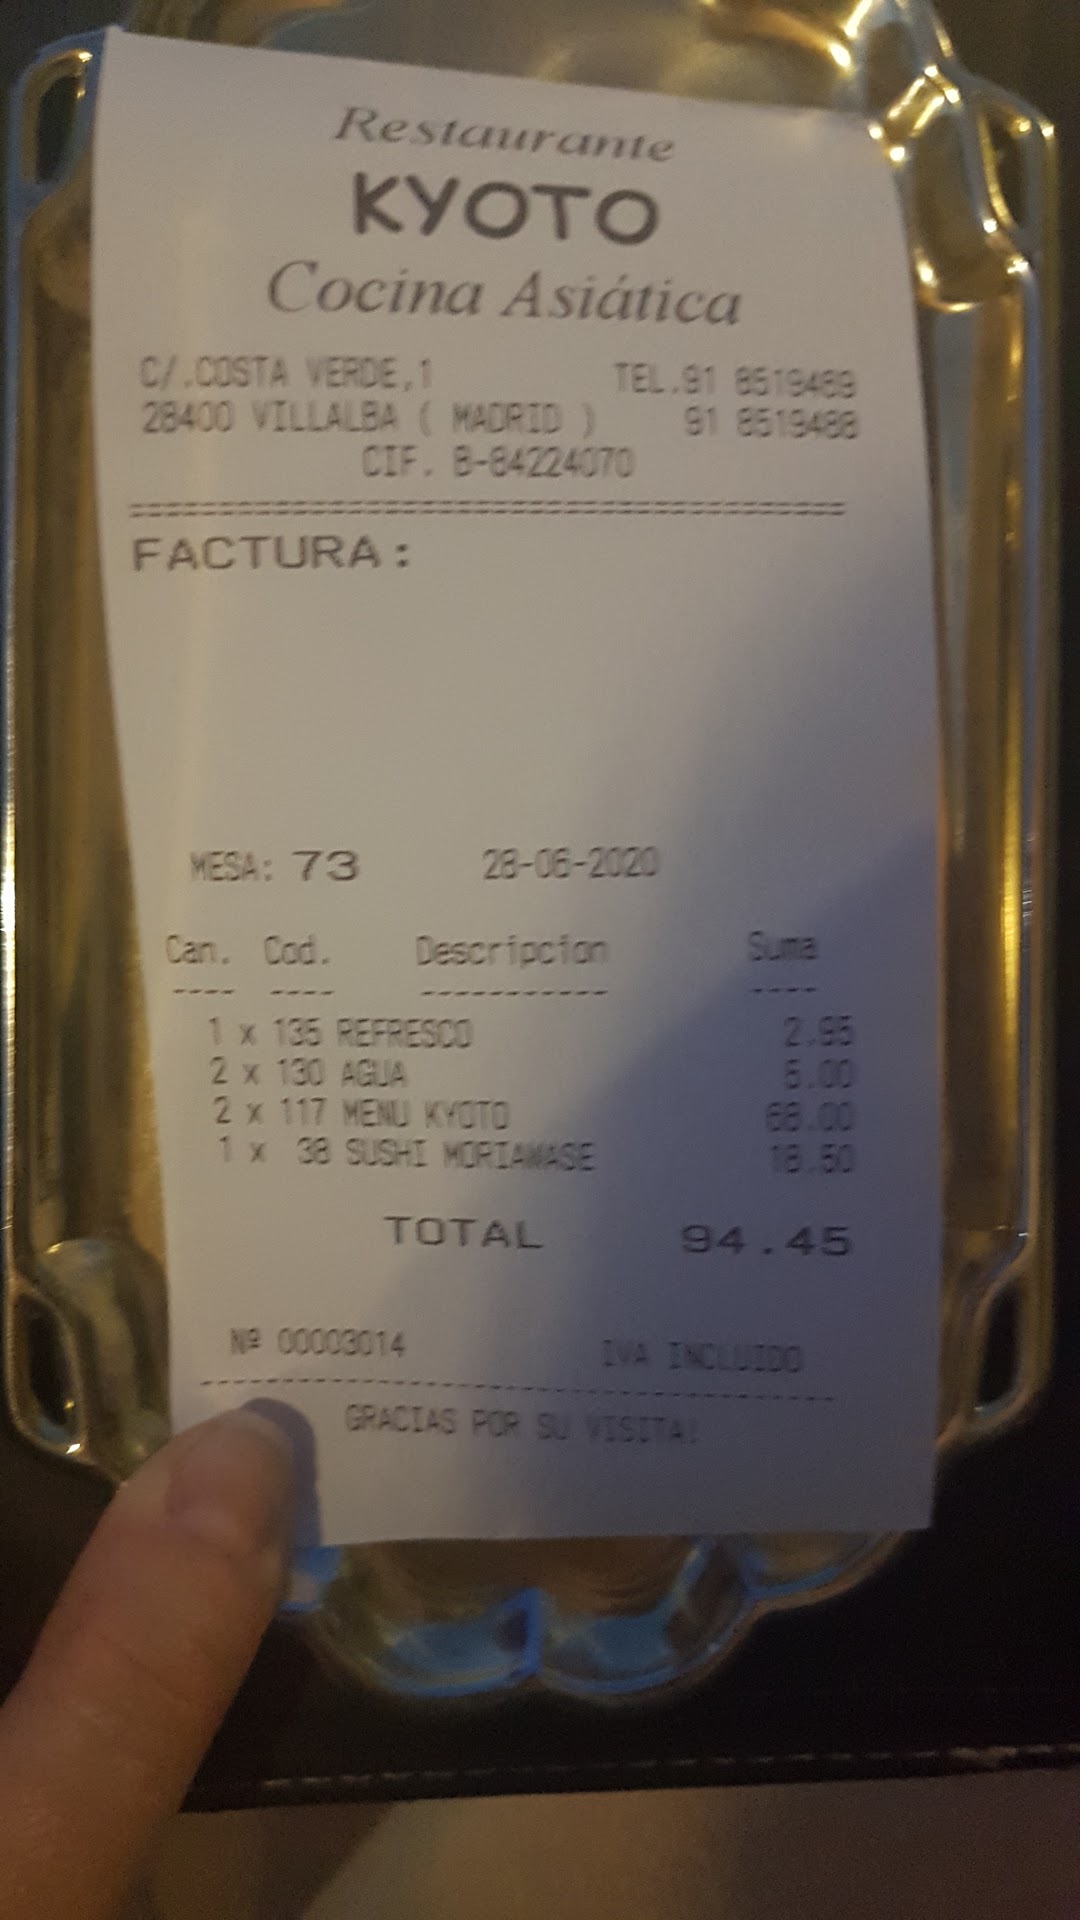 Restaurante
KYOTO
Cocina Asiática
C/.COSTA VERDE,1 TEL.91 8519489
28400 VILLALBA ( MADRID ) 91 8519488
CIF. B-84224070
=======================================
FACTURA:
MESA: 73 28-06-2020
Can. Cod. Descripcion Suma
---- ---- ----------- ----
1 x 135 REFRESCO 2.95
2 x 130 AGUA 5.00
2 x 117 MENU KYOTO 68.00
1 x 38 SUSHI MORIAWASE 18.50
TOTAL 94.45
Nº 00003014 IVA INCLUIDO
---------------------------------------
GRACIAS POR SU VISITA!